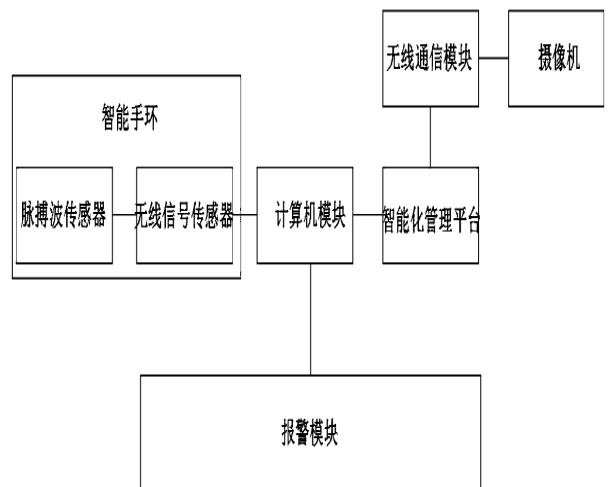 无线通信模块
摄像机
智能手环
脉搏波传感器
无线信号传感器
计算机模块
智能化管理平台
报警模块